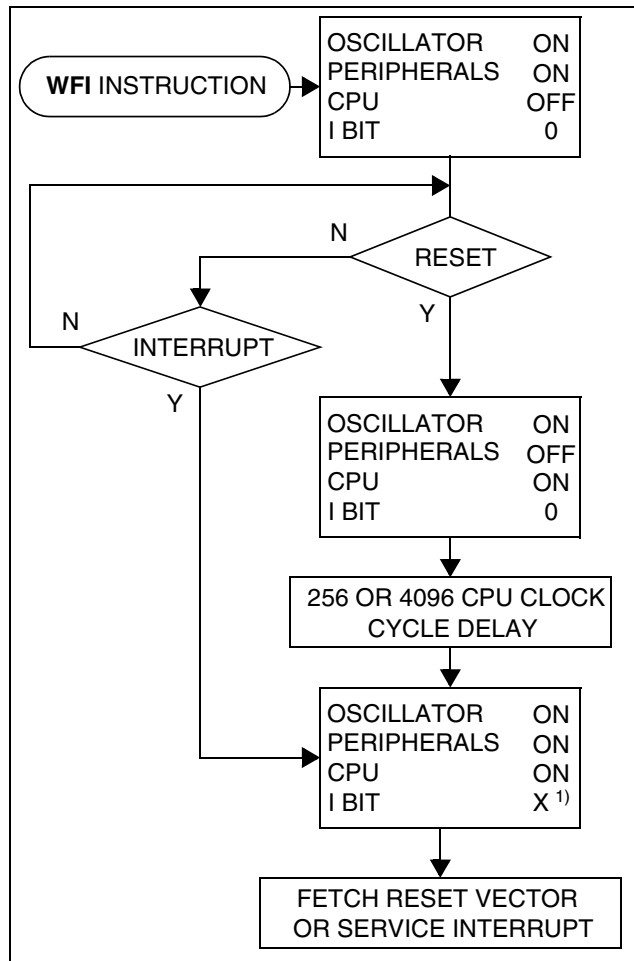 WFI INSTRUCTION
OSCILLATOR ON
PERIPHERALS ON
CPU OFF
I BIT 0
N
RESET
Y
N
INTERRUPT
Y
OSCILLATOR ON
PERIPHERALS OFF
CPU ON
I BIT 0
256 OR 4096 CPU CLOCK
CYCLE DELAY
OSCILLATOR ON
PERIPHERALS ON
CPU ON
I BIT X 1)
FETCH RESET VECTOR
OR SERVICE INTERRUPT